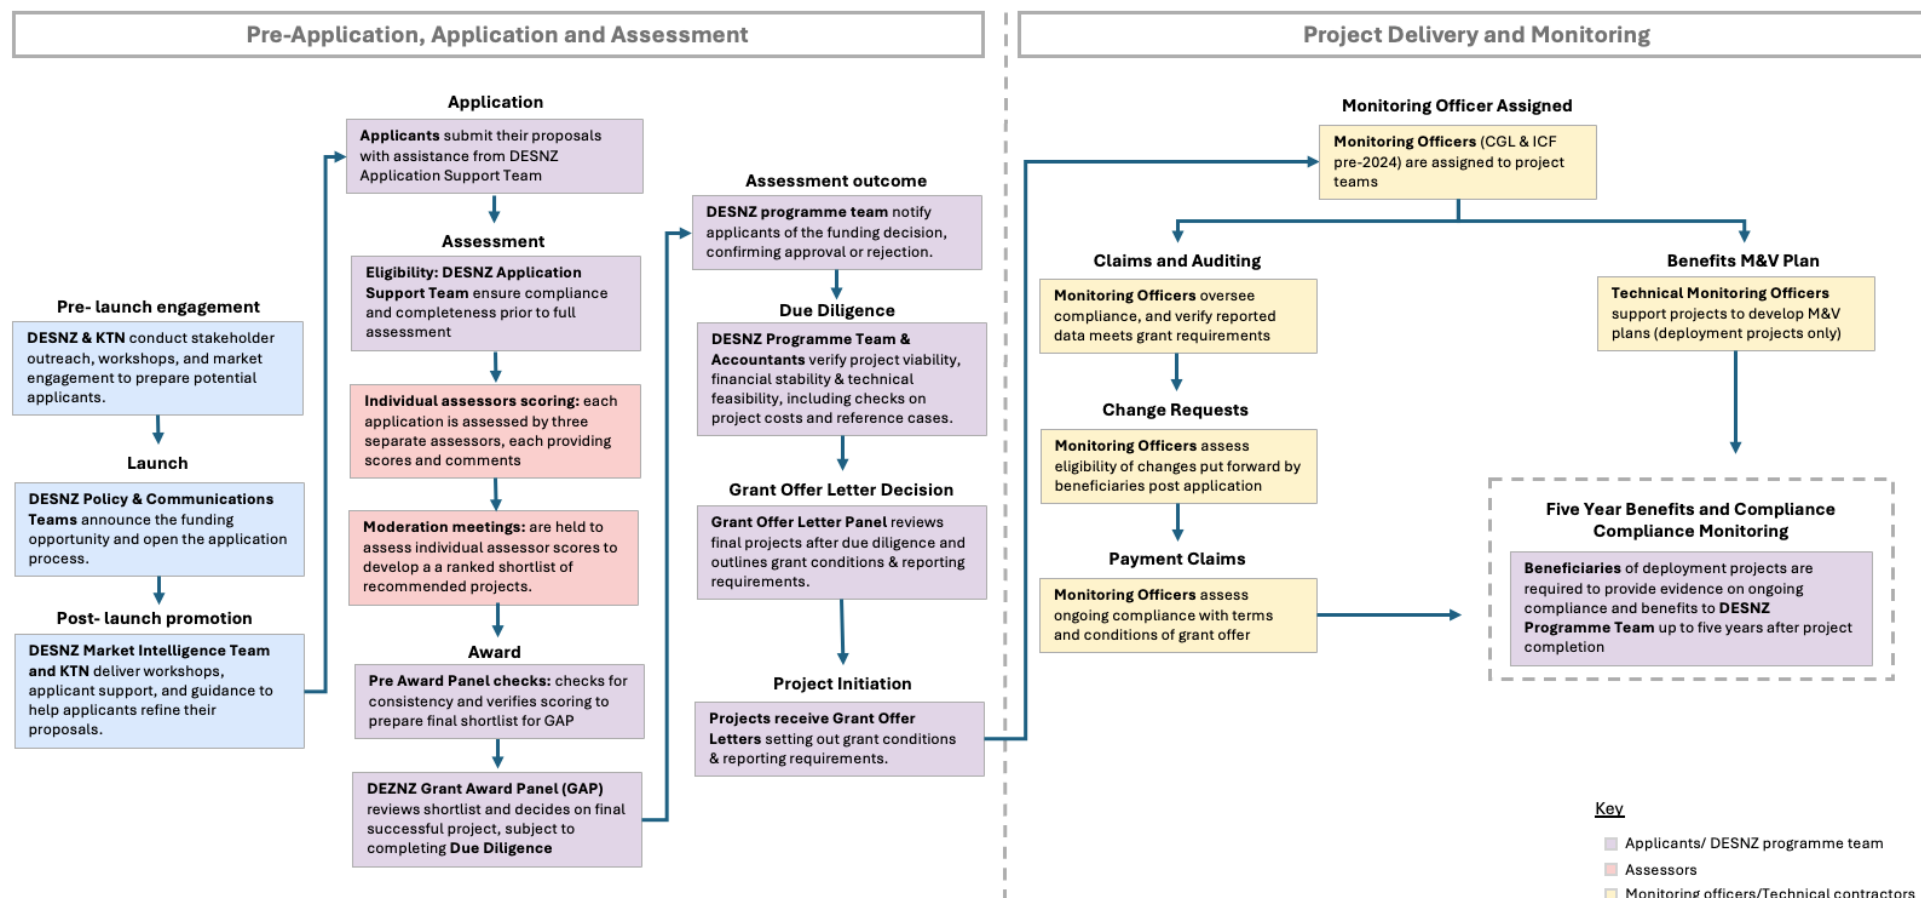 Pre-Application, Application and Assessment
Project Delivery and Monitoring
Pre- launch engagement
DESNZ & KTN conduct stakeholder
outreach, workshops, and market
engagement to prepare potential
applicants.
Launch
DESNZ Policy & Communications
Teams announce the funding
opportunity and open the application
process.
Post- launch promotion
DESNZ Market Intelligence Team
and KTN deliver workshops,
applicant support, and guidance to
help applicants refine their
proposals.
Application
Applicants submit their proposals
with assistance from DESNZ
Application Support Team
Assessment
Eligibility: DESNZ Application
Support Team ensure compliance
and completeness prior to full
assessment
Individual assessors scoring: each
application is assessed by three
separate assessors, each providing
scores and comments
Moderation meetings: are held to
assess individual assessor scores to
develop a a ranked shortlist of
recommended projects.
Award
Pre Award Panel checks: checks for
consistency and verifies scoring to
prepare final shortlist for GAP
DEZNZ Grant Award Panel (GAP)
reviews shortlist and decides on final
successful project, subject to
completing Due Diligence
Assessment outcome
DESNZ programme team notify
applicants of the funding decision,
confirming approval or rejection.
Due Diligence
DESNZ Programme Team &
Accountants verify project viability,
financial stability & technical
feasibility, including checks on
project costs and reference cases.
Grant Offer Letter Decision
Grant Offer Letter Panel reviews
final projects after due diligence and
outlines grant conditions & reporting
requirements.
Project Initiation
Projects receive Grant Offer
Letters setting out grant conditions
& reporting requirements.
Monitoring Officer Assigned
Monitoring Officers (CGL & ICF
pre-2024) are assigned to project
teams
Claims and Auditing
Monitoring Officers oversee
compliance, and verify reported
data meets grant requirements
Change Requests
Monitoring Officers assess
eligibility of changes put forward by
beneficiaries post application
Payment Claims
Monitoring Officers assess
ongoing compliance with terms
and conditions of grant offer
Benefits M&V Plan
Technical Monitoring Officers
support projects to develop M&V
plans (deployment projects only)
Five Year Benefits and Compliance
Compliance Monitoring
Beneficiaries of deployment projects are
required to provide evidence on ongoing
compliance and benefits to DESNZ
Programme Team up to five years after project
completion
Key
Applicants/ DESNZ programme team
Assessors
Monitoring officers/Technical contractors